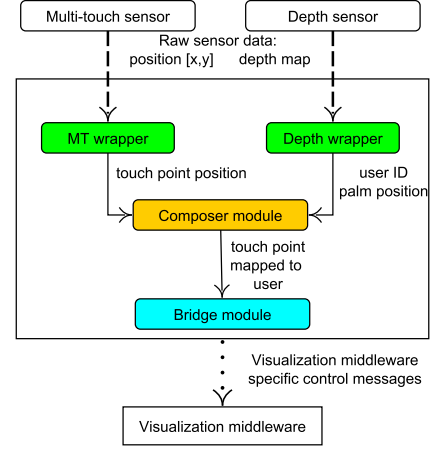 Multi-touch sensor
Depth sensor
Raw sensor data:
position [x,y] depth map
MT wrapper
Depth wrapper
touch point position
user ID
palm position
Composer module
touch point
mapped to
user
Bridge module
Visualization middleware
specific control messages
Visualization middleware